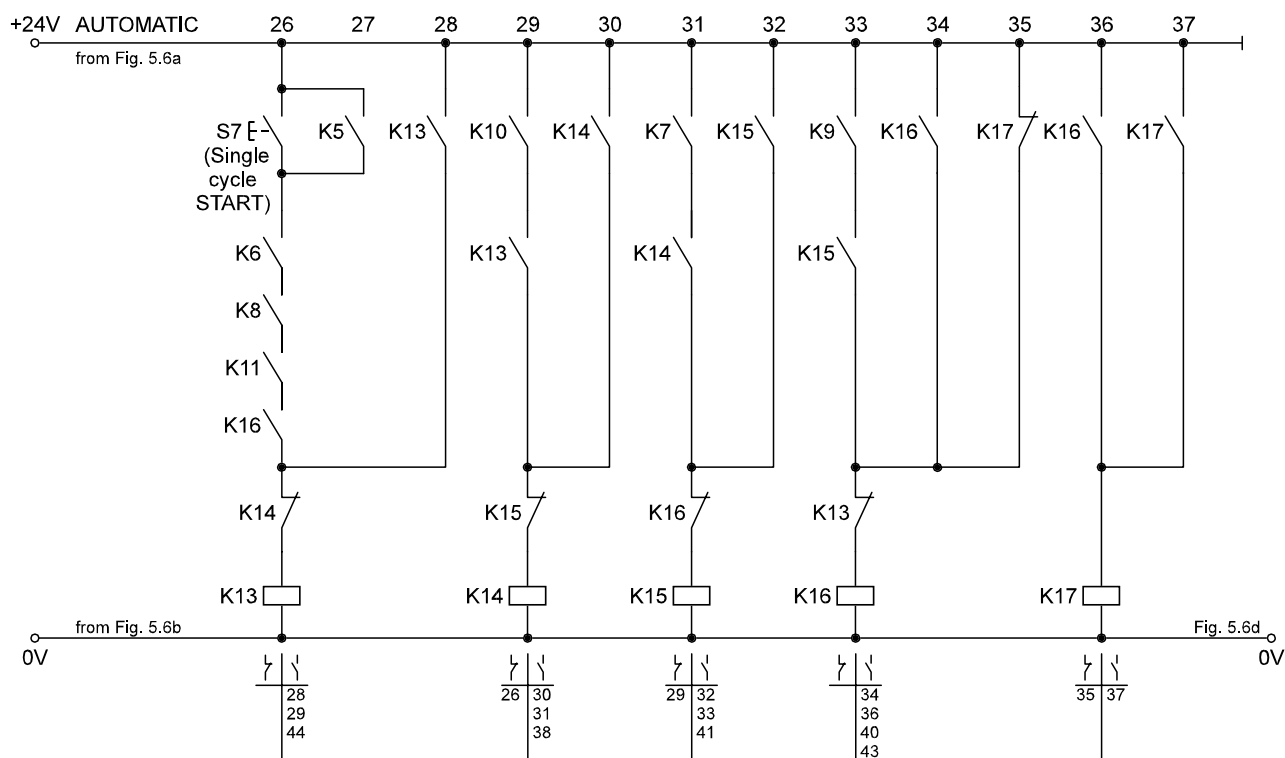 +24V AUTOMATIC 26 27 28 29 30 31 32 33 34 35 36 37
from Fig. 5.6a
S7 K5 K13 K10 K14 K7 K15 K9 K16 K17 K16 K17
(Single
cycle
START)
K6 K13 K14 K15
K8
K11
K16
K14 K15 K16 K13
K13 K14 K15 K16 K17
from Fig. 5.6b Fig. 5.6d
0V 0V
28 26 30 29 32 34 35 37
29 31 33 36
44 38 41 40
43